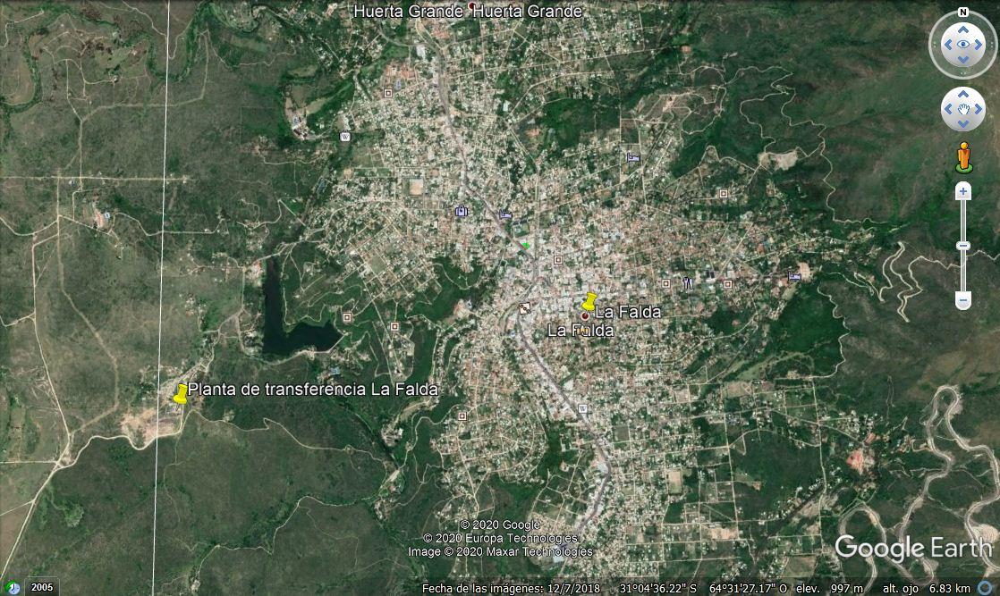 Huerta Grande Huerta Grande
N
La Falda
La Falda
Planta de transferencia La Falda
© 2020 Google
© 2020 Europa Technologies
Image © 2020 Maxar Technologies
Google Earth
2005
Fecha de las imágenes: 12/7/2018 31°04'36.22" S 64°31'27.17" O elev. 997 m alt. ojo 6.83 km